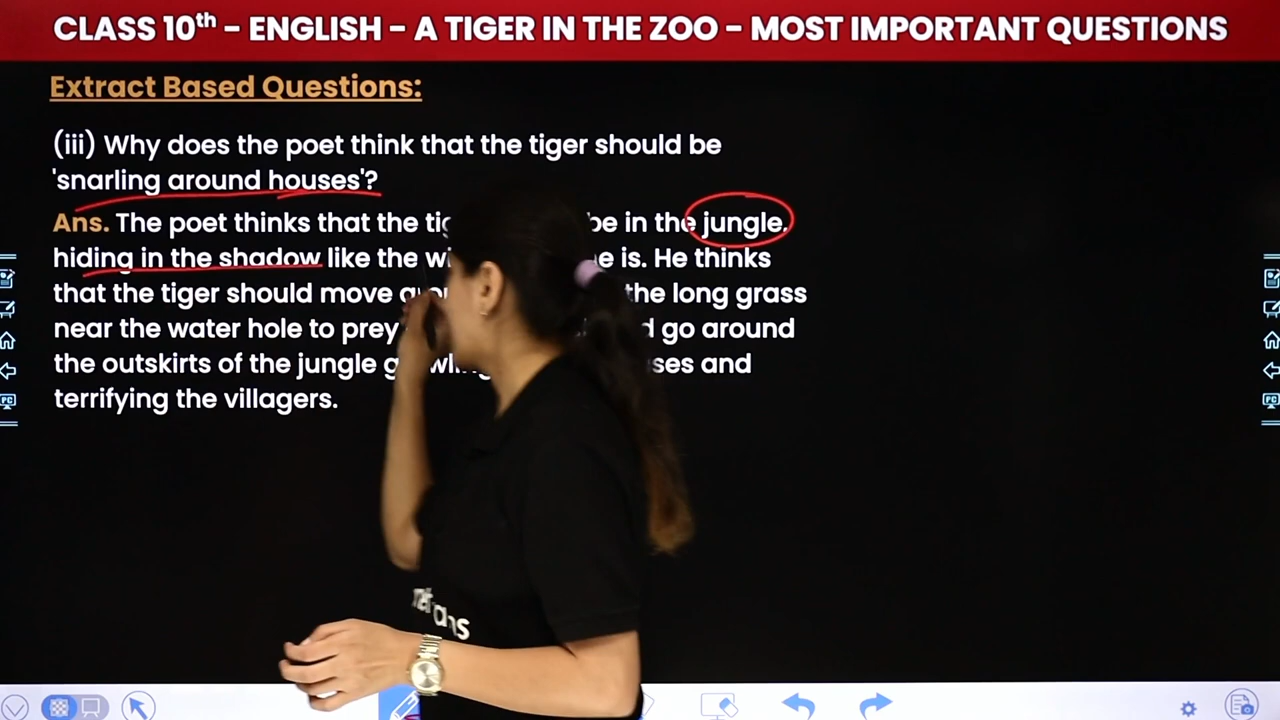 CLASS 10th - ENGLISH - A TIGER IN THE ZOO - MOST IMPORTANT QUESTIONS
Extract Based Questions:
(iii) Why does the poet think that the tiger should be
'snarling around houses'?
Ans. The poet thinks that the be in the jungle,
hiding in the shadow like the is. He thinks
that the tiger should move the long grass
near the water hole to prey go around
the outskirts of the jungle and
terrifying the villagers.
PC
PC